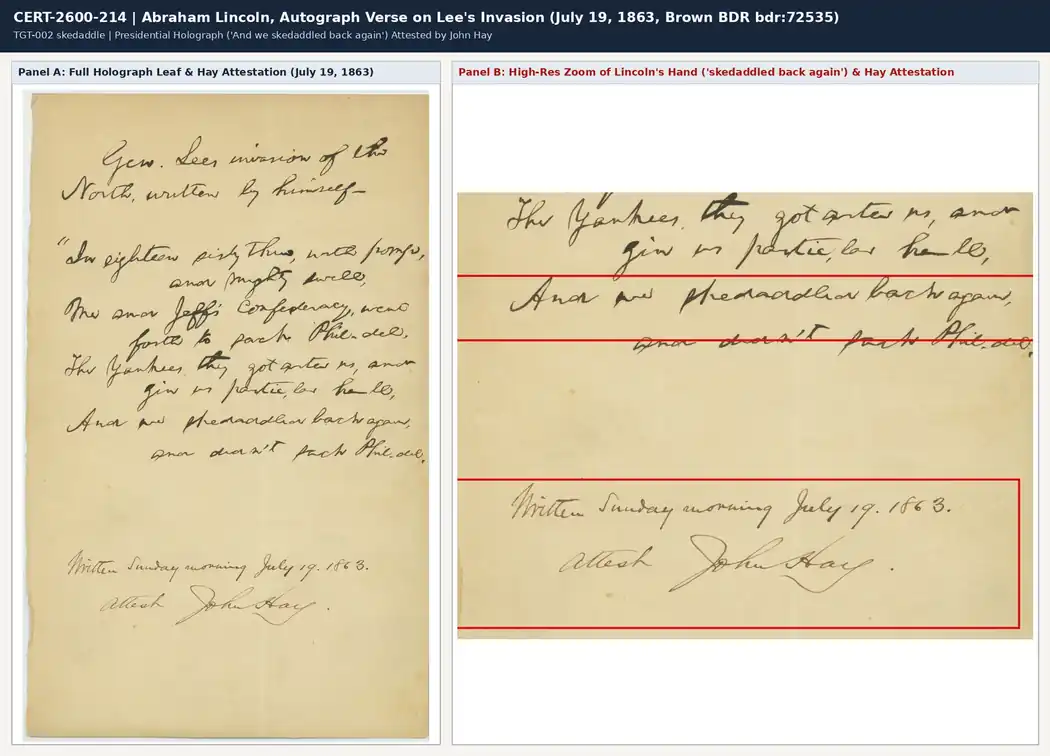 CERT-2600-214 | Abraham Lincoln, Autograph Verse on Lee's Invasion (July 19, 1863, Brown BDR bdr:72535)
TGT-002 skedaddle | Presidential Holograph ('And we skedaddled back again') Attested by John Hay
Panel A: Full Holograph Leaf & Hay Attestation (July 19, 1863)
Gen. Lees invasion of the
North, written by himself—
"In eighteen sixty three, with pomp,
and mighty swell,
Me and Jeff's Confederacy, went
forth to sack Phil-del,
The Yankees they got arter us, and
gin us particular hell,
And we skedaddled back again,
and didn't sack Phil-del.
Written Sunday morning July 19. 1863.
Attest John Hay.
Panel B: High-Res Zoom of Lincoln's Hand ('skedaddled back again') & Hay Attestation
The Yankees they got arter us, and
gin us particular hell,
And we skedaddled back again,
and didn't sack Phil-del.
Written Sunday morning July 19. 1863.
Attest John Hay.